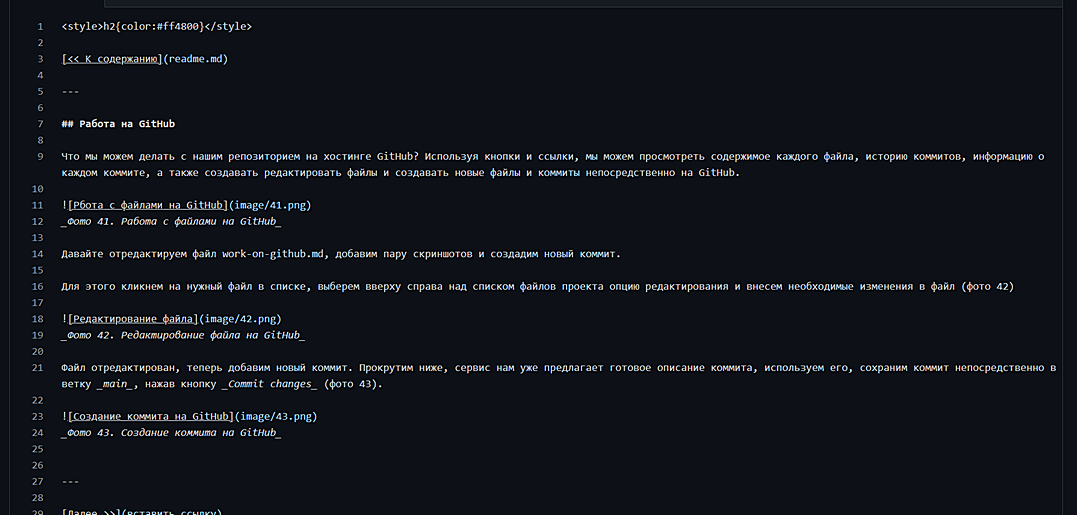 1 <style>h2{color:#ff4800}</style>
2
3 [<< К содержанию](readme.md)
4
5 ---
6
7 ## Работа на GitHub
8
9 Что мы можем делать с нашим репозиторием на хостинге GitHub? Используя кнопки и ссылки, мы можем просмотреть содержимое каждого файла, историю коммитов, информацию о
каждом коммите, а также создавать редактировать файлы и создавать новые файлы и коммиты непосредственно на GitHub.
10
11 ![Рбота с файлами на GitHub](image/41.png)
12 _Фото 41. Работа с файлами на GitHub_
13
14 Давайте отредактируем файл work-on-github.md, добавим пару скриншотов и создадим новый коммит.
15
16 Для этого кликнем на нужный файл в списке, выберем вверху справа над списком файлов проекта опцию редактирования и внесем необходимые изменения в файл (фото 42)
17
18 ![Редактирование файла](image/42.png)
19 _Фото 42. Редактирование файла на GitHub_
20
21 Файл отредактирован, теперь добавим новый коммит. Прокрутим ниже, сервис нам уже предлагает готовое описание коммита, используем его, сохраним коммит непосредственно в
ветку _main_, нажав кнопку _Commit changes_ (фото 43).
22
23 ![Создание коммита на GitHub](image/43.png)
24 _Фото 43. Создание коммита на GitHub_
25
26
27 ---
28
29 [Далее >>](вставить ссылку)